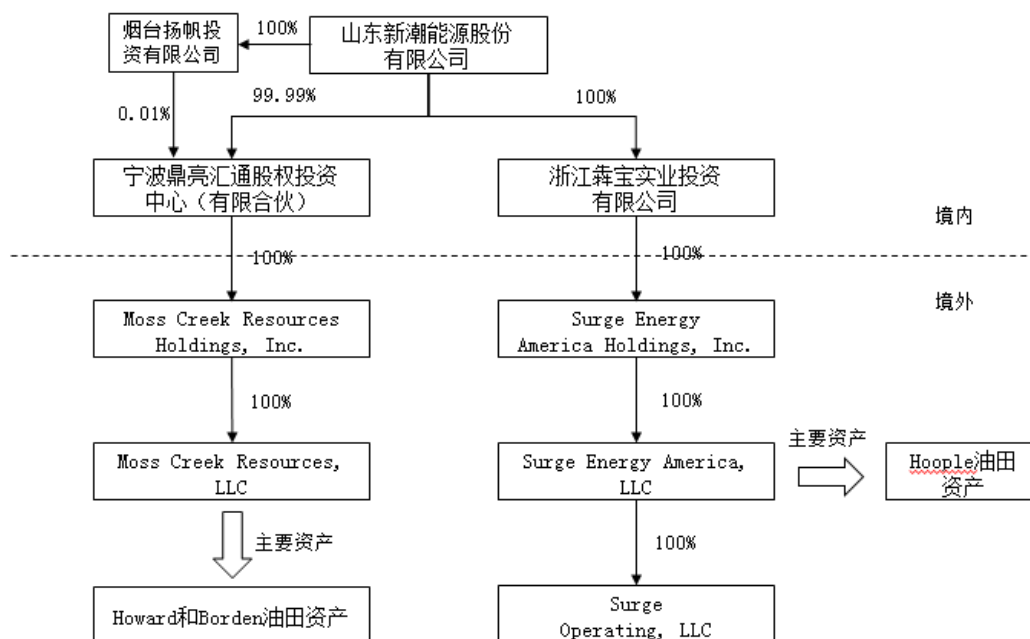 烟台扬帆投
资有限公司
100%
山东新潮能源股份
有限公司
0.01%
99.99%
100%
宁波鼎亮汇通股权投资
中心（有限合伙）
浙江犇宝实业投资
有限公司
境内
100%
100%
境外
Moss Creek Resources
Holdings, Inc.
Surge Energy
America Holdings, Inc.
100%
100%
Moss Creek Resources,
LLC
Surge Energy America,
LLC
主要资产
Hoople油田
资产
主要资产
100%
Howard和Borden油田资产
Surge
Operating, LLC